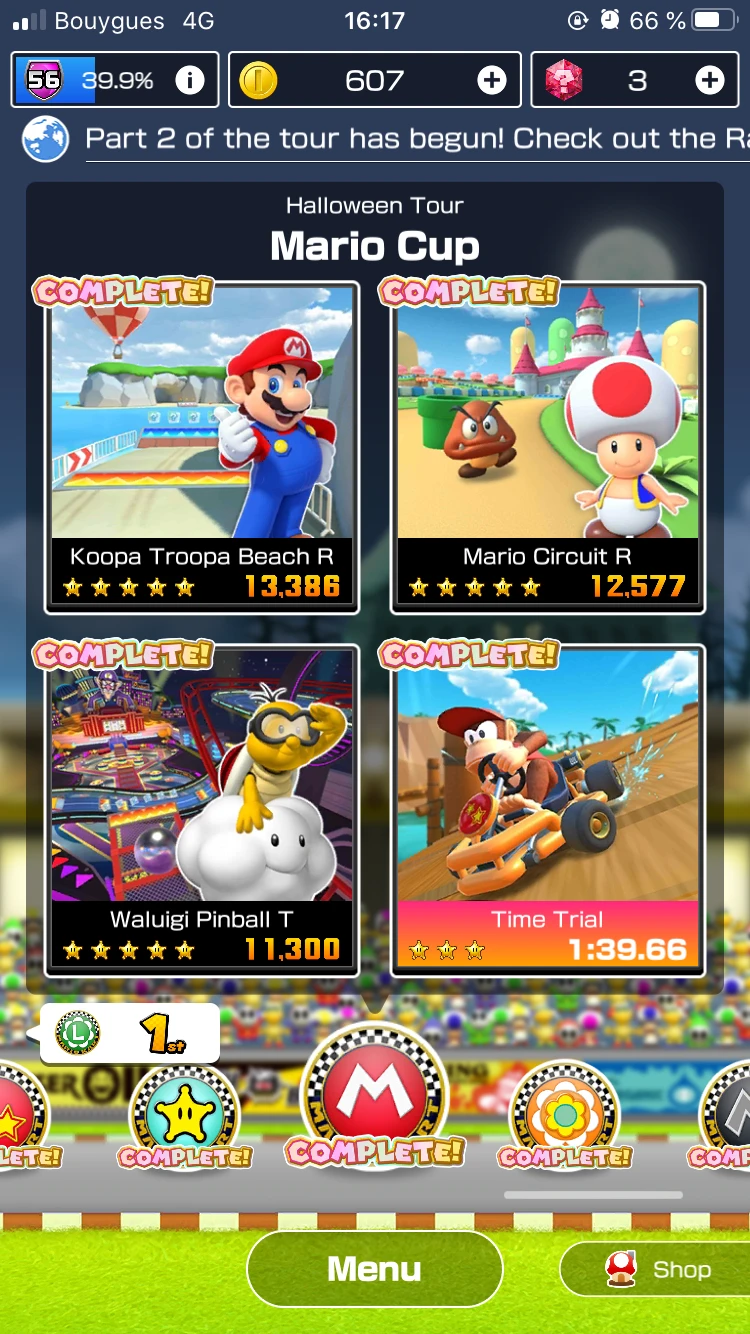 Bouygues 4G 16:17 66 %
56 39.9% i 607 + 3 +
Part 2 of the tour has begun! Check out the Ra
Halloween Tour
Mario Cup
COMPLETE! COMPLETE!
Koopa Troopa Beach R Mario Circuit R
13,386 12,577
COMPLETE! COMPLETE!
Waluigi Pinball T Time Trial
11,300 1:39.66
L 1st
M
LETE! COMPLETE! COMPLETE! COMPLETE! COMP
Menu Shop